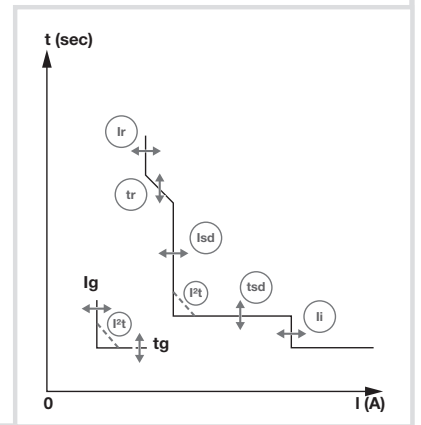 t (sec)
Ir
tr
Isd
Ig
I²t
tsd
I²t
Ii
tg
0
I (A)